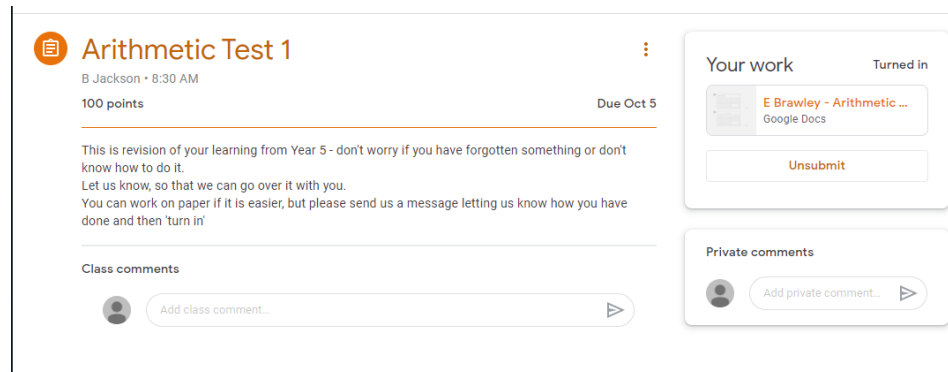 Arithmetic Test 1
B Jackson • 8:30 AM
100 points
Due Oct 5
This is revision of your learning from Year 5 - don't worry if you have forgotten something or don't
know how to do it.
Let us know, so that we can go over it with you.
You can work on paper if it is easier, but please send us a message letting us know how you have
done and then 'turn in'
Class comments
Add class comment...
Your work
Turned in
E Brawley - Arithmetic ...
Google Docs
Unsubmit
Private comments
Add private comment...